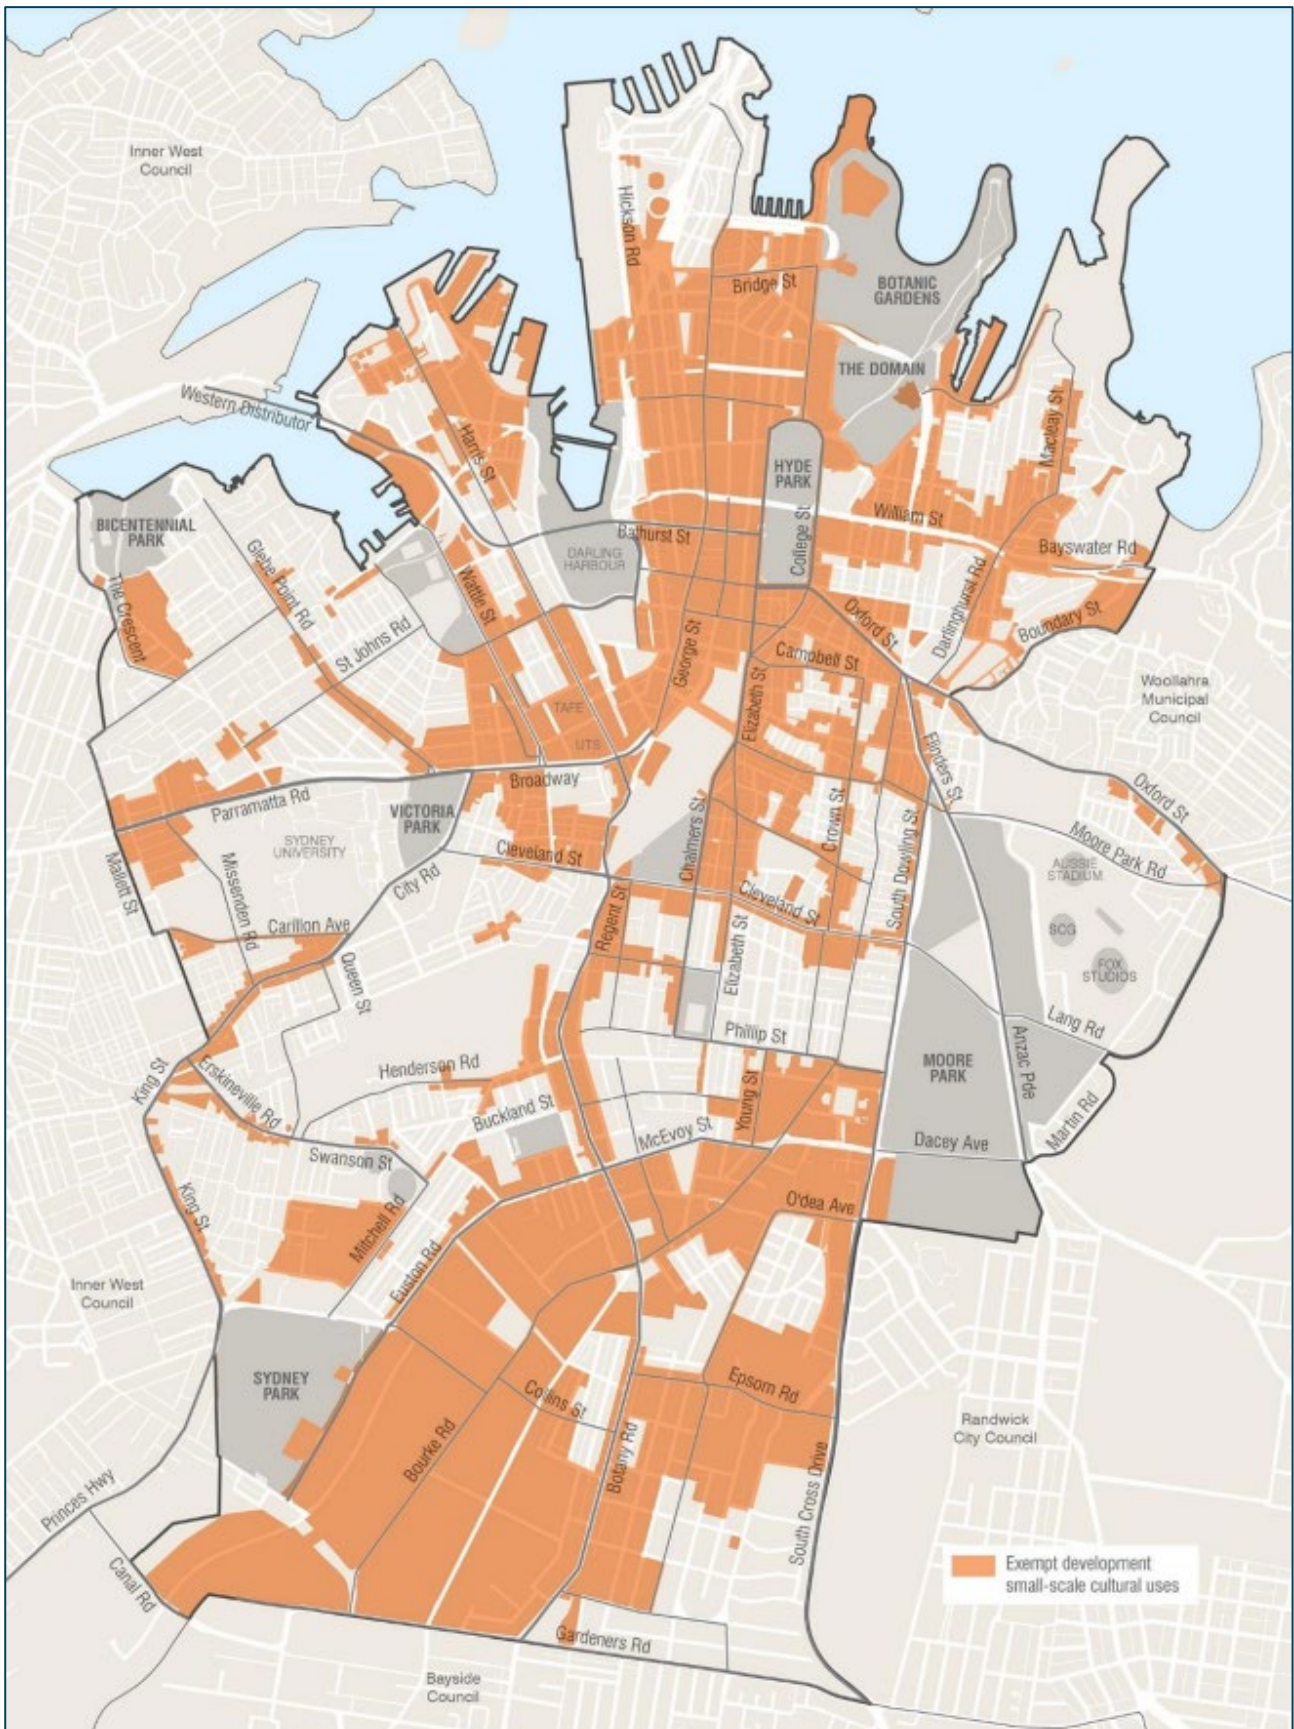 Inner West
Council
Hickson Rd
Bridge St
BOTANIC
GARDENS
THE DOMAIN
Western Distributor
Harris St
Macleay St
HYDE
PARK
College St
William St
Bathurst St
Bayswater Rd
BICENTENNIAL
PARK
Glebe Point Rd
DARLING
HARBOUR
Wattle St
The Crescent
St Johns Rd
Oxford St
Darlinghurst Rd
Boundary St
George St
Campbell St
Elizabeth St
Woollahra
Municipal
Council
TAFE
UTS
Broadway
Flinders St
Parramatta Rd
VICTORIA
PARK
SYDNEY
UNIVERSITY
Chalmers St
Crown St
South Dowling St
Oxford St
Moore Park Rd
AUSSIE
STADIUM
Mallett St
Missenden Rd
City Rd
Cleveland St
Cleveland St
Carillon Ave
Regent St
SCG
FOX
STUDIOS
Queen St
Elizabeth St
Phillip St
Lang Rd
Anzac Pde
MOORE
PARK
King St
Erskineville Rd
Henderson Rd
Buckland St
Young St
McEvoy St
Martin Rd
Dacey Ave
Swanson St
King St
Mitchell Rd
O'dea Ave
Euston Rd
Inner West
Council
SYDNEY
PARK
Epsom Rd
Collins St
Bourke Rd
Botany Rd
Randwick
City Council
South Cross Drive
Princes Hwy
Canal Rd
Exempt development
small-scale cultural uses
Gardeners Rd
Bayside
Council